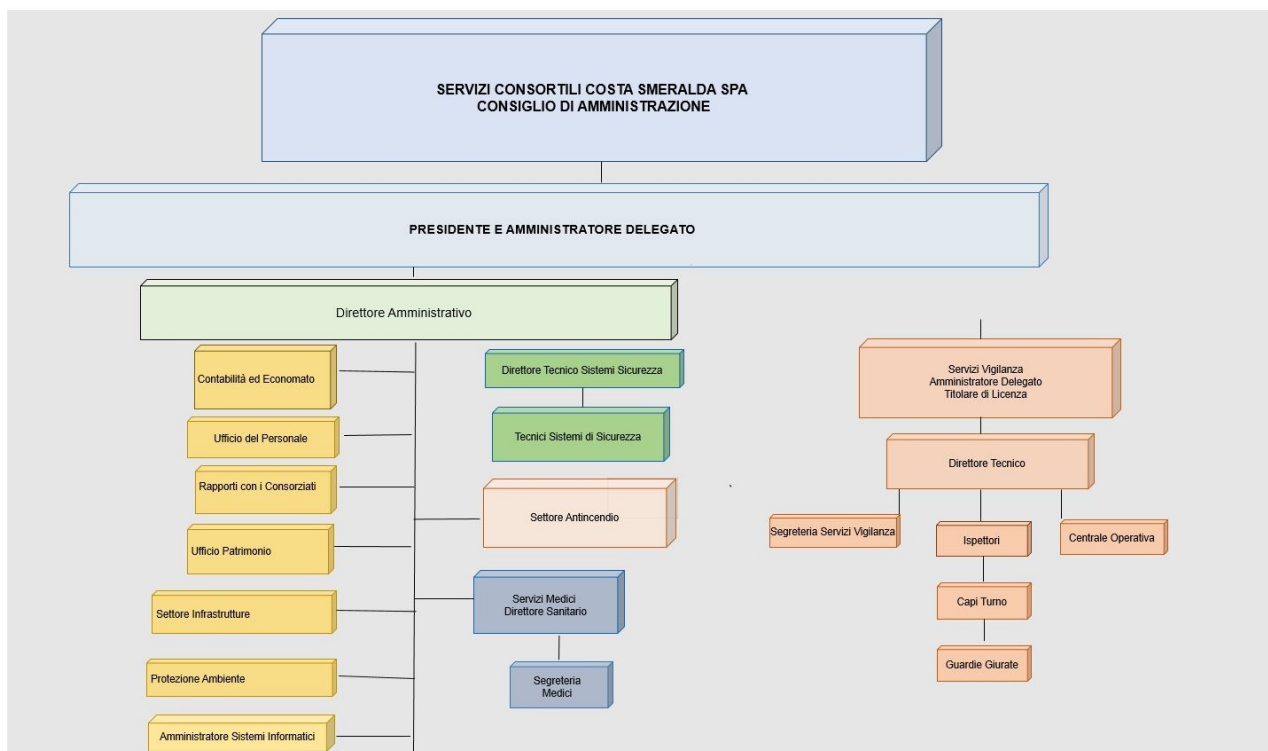 SERVIZI CONSORTILI COSTA SMERALDA SPA
CONSIGLIO DI AMMINISTRAZIONE
PRESIDENTE E AMMINISTRATORE DELEGATO
Direttore Amministrativo
Contabilità ed Economato
Ufficio del Personale
Rapporti con i Consorziati
Ufficio Patrimonio
Settore Infrastrutture
Protezione Ambiente
Amministratore Sistemi Informatici
Direttore Tecnico Sistemi Sicurezza
Tecnici Sistemi di Sicurezza
Settore Antincendio
Servizi Medici
Direttore Sanitario
Segreteria
Medici
Servizi Vigilanza
Amministratore Delegato
Titolare di Licenza
Direttore Tecnico
Segreteria Servizi Vigilanza
Ispettori
Centrale Operativa
Capi Turno
Guardie Giurate